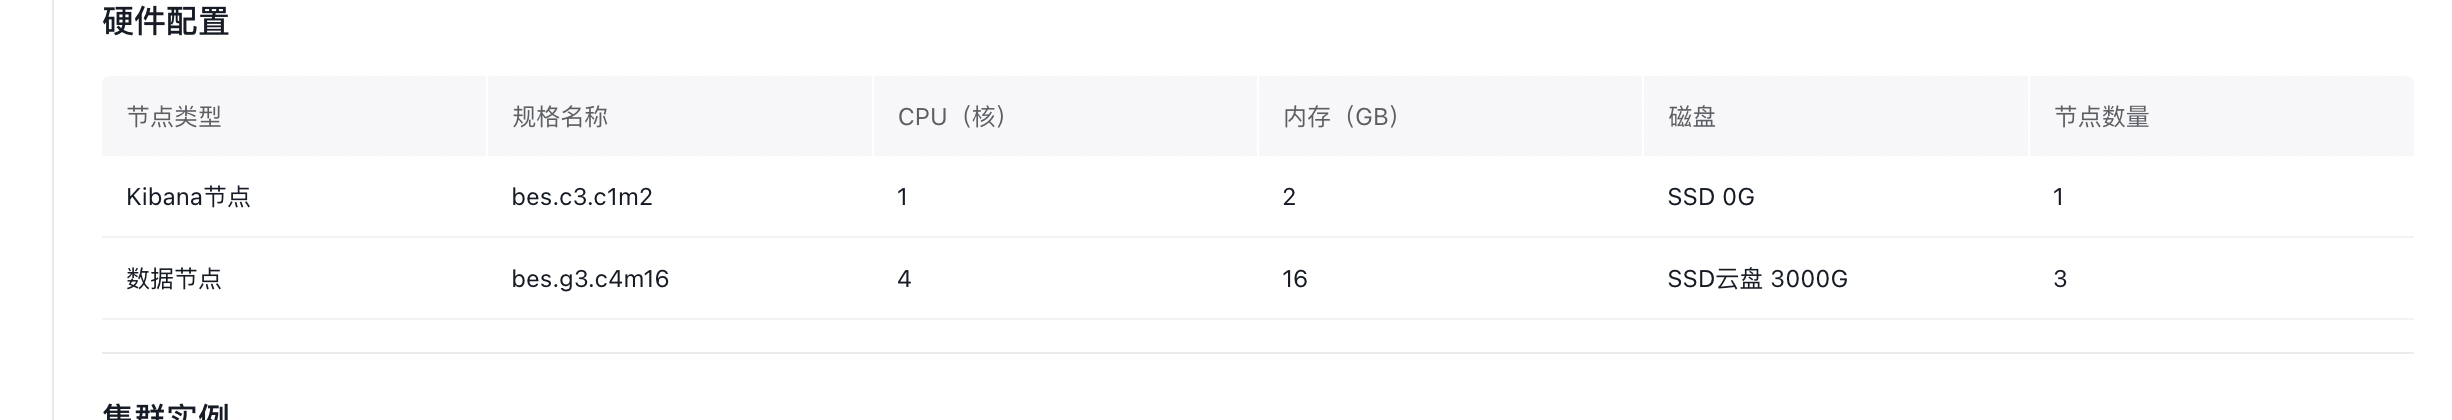 硬件配置
节点类型 规格名称 CPU（核） 内存（GB） 磁盘 节点数量
Kibana节点 bes.c3.c1m2 1 2 SSD 0G 1
数据节点 bes.g3.c4m16 4 16 SSD云盘 3000G 3
集群实例